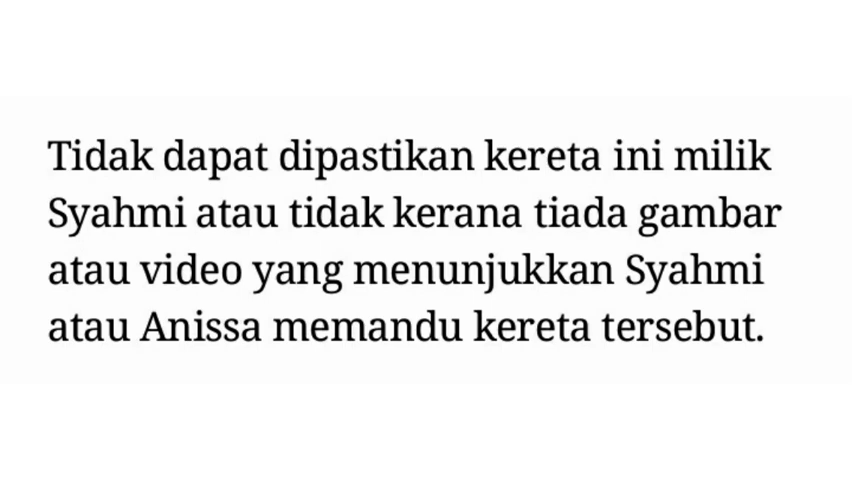 Tidak dapat dipastikan kereta ini milik
Syahmi atau tidak kerana tiada gambar
atau video yang menunjukkan Syahmi
atau Anissa memandu kereta tersebut.